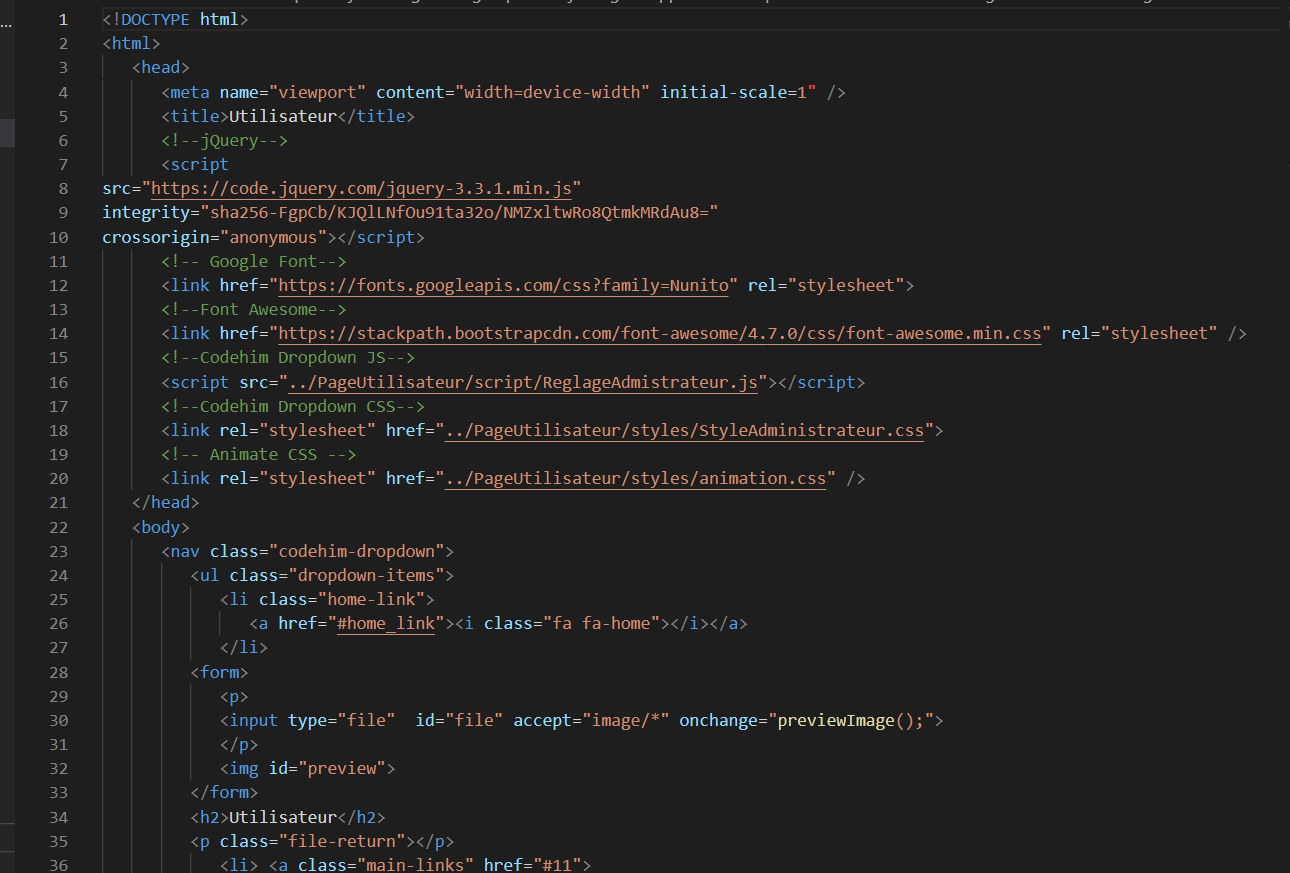 1 <!DOCTYPE html>
2 <html>
3 <head>
4 <meta name="viewport" content="width=device-width" initial-scale=1" />
5 <title>Utilisateur</title>
6 <!--jQuery-->
7 <script
8 src="https://code.jquery.com/jquery-3.3.1.min.js"
9 integrity="sha256-FgpCb/KJQlLNfOu91ta32o/NMZxltwRo8QtmkMRdAu8="
10 crossorigin="anonymous"></script>
11 <!-- Google Font-->
12 <link href="https://fonts.googleapis.com/css?family=Nunito" rel="stylesheet">
13 <!--Font Awesome-->
14 <link href="https://stackpath.bootstrapcdn.com/font-awesome/4.7.0/css/font-awesome.min.css" rel="stylesheet" />
15 <!--Codehim Dropdown JS-->
16 <script src="../PageUtilisateur/script/ReglageAdmistrateur.js"></script>
17 <!--Codehim Dropdown CSS-->
18 <link rel="stylesheet" href="../PageUtilisateur/styles/StyleAdministrateur.css">
19 <!-- Animate CSS -->
20 <link rel="stylesheet" href="../PageUtilisateur/styles/animation.css" />
21 </head>
22 <body>
23 <nav class="codehim-dropdown">
24 <ul class="dropdown-items">
25 <li class="home-link">
26 <a href="#home_link"><i class="fa fa-home"></i></a>
27 </li>
28 <form>
29 <p>
30 <input type="file"  id="file" accept="image/*" onchange="previewImage();">
31 </p>
32 <img id="preview">
33 </form>
34 <h2>Utilisateur</h2>
35 <p class="file-return"></p>
36 <li> <a class="main-links" href="#11">